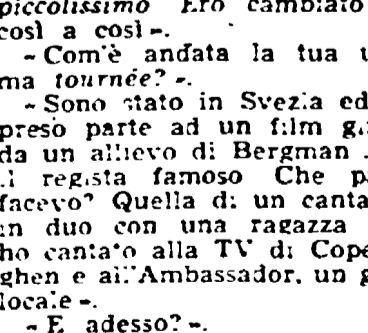 piccolissimo Ero cambiato
così a così -.
- Com'è andata la tua u
ma tournée? -.
- Sono stato in Svezia ed
preso parte ad un film gi
da un allievo di Bergman .
il regista famoso Che pa
facevo? Quella di un canta
in duo con una ragazza
ho cantato alla TV di Cope
ghen e all'Ambassador, un g
locale -.
- E adesso? -.